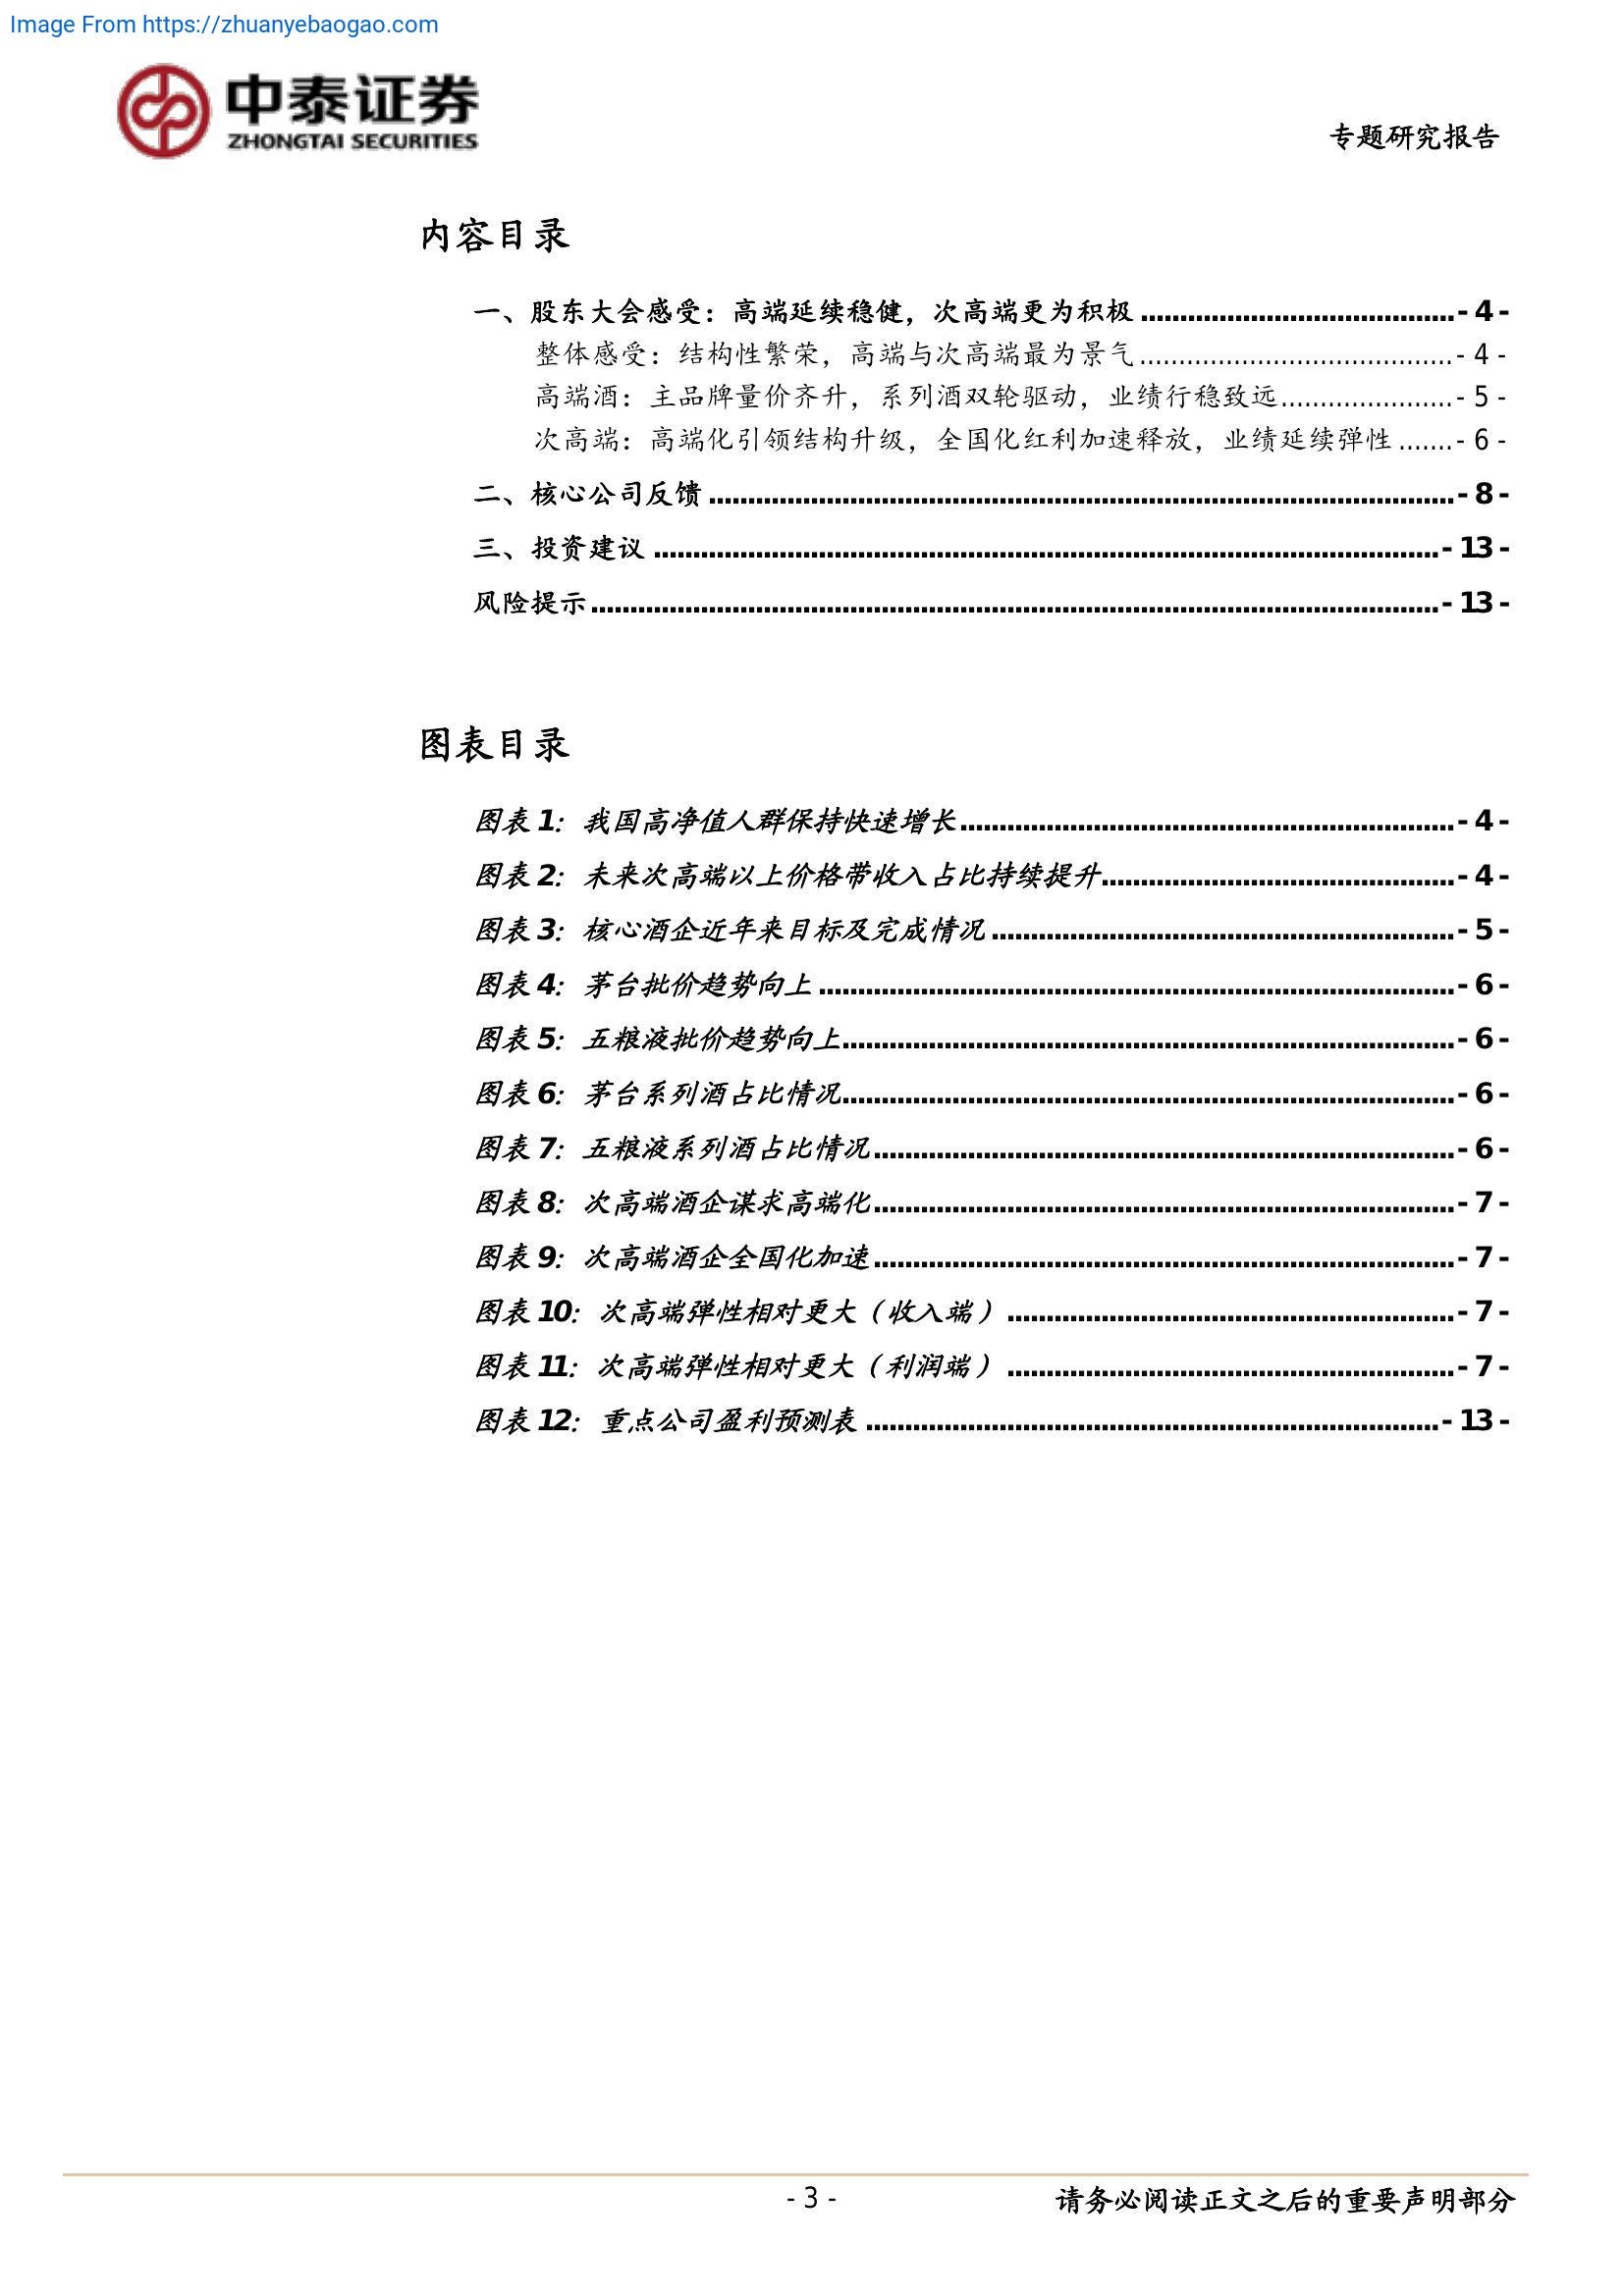 Image From https://zhuanyebaogao.com
中泰证券
ZHONGTAI SECURITIES
专题研究报告
内容目录
一、股东大会感受：高端延续稳健，次高端更为积极 ........................................ - 4 -
整体感受：结构性繁荣，高端与次高端最为景气 ........................................ - 4 -
高端酒：主品牌量价齐升，系列酒双轮驱动，业绩行稳致远 ...................... - 5 -
次高端：高端化引领结构升级，全国化红利加速释放，业绩延续弹性 ....... - 6 -
二、核心公司反馈 ................................................................................................ - 8 -
三、投资建议 ..................................................................................................... - 13 -
风险提示 ............................................................................................................. - 13 -
图表目录
图表 1：我国高净值人群保持快速增长 ................................................................ - 4 -
图表 2：未来次高端以上价格带收入占比持续提升 ............................................. - 4 -
图表 3：核心酒企近年来目标及完成情况 ............................................................ - 5 -
图表 4：茅台批价趋势向上 .................................................................................. - 6 -
图表 5：五粮液批价趋势向上 .............................................................................. - 6 -
图表 6：茅台系列酒占比情况 .............................................................................. - 6 -
图表 7：五粮液系列酒占比情况 .......................................................................... - 6 -
图表 8：次高端酒企谋求高端化 .......................................................................... - 7 -
图表 9：次高端酒企全国化加速 .......................................................................... - 7 -
图表 10：次高端弹性相对更大（收入端） .......................................................... - 7 -
图表 11：次高端弹性相对更大（利润端） .......................................................... - 7 -
图表 12：重点公司盈利预测表 .......................................................................... - 13 -
- 3 -
请务必阅读正文之后的重要声明部分